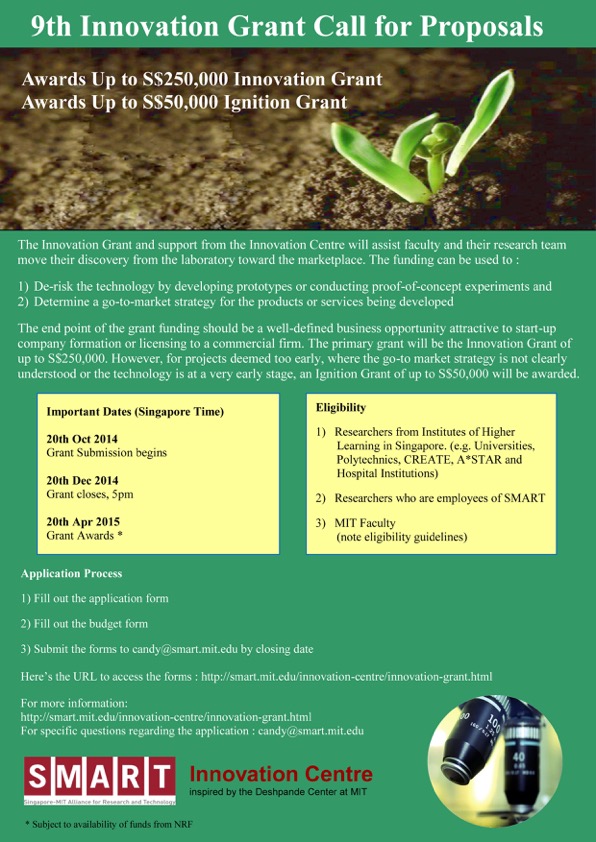 9th Innovation Grant Call for Proposals
Awards Up to S$250,000 Innovation Grant
Awards Up to S$50,000 Ignition Grant
The Innovation Grant and support from the Innovation Centre will assist faculty and their research team
move their discovery from the laboratory toward the marketplace. The funding can be used to :
1) De-risk the technology by developing prototypes or conducting proof-of-concept experiments and
2) Determine a go-to-market strategy for the products or services being developed
The end point of the grant funding should be a well-defined business opportunity attractive to start-up
company formation or licensing to a commercial firm. The primary grant will be the Innovation Grant of
up to S$250,000. However, for projects deemed too early, where the go-to market strategy is not clearly
understood or the technology is at a very early stage, an Ignition Grant of up to S$50,000 will be awarded.
Important Dates (Singapore Time)
20th Oct 2014
Grant Submission begins
20th Dec 2014
Grant closes, 5pm
20th Apr 2015
Grant Awards *
Eligibility
1) Researchers from Institutes of Higher
Learning in Singapore. (e.g. Universities,
Polytechnics, CREATE, A*STAR and
Hospital Institutions)
2) Researchers who are employees of SMART
3) MIT Faculty
(note eligibility guidelines)
Application Process
1) Fill out the application form
2) Fill out the budget form
3) Submit the forms to candy@smart.mit.edu by closing date
Here's the URL to access the forms : http://smart.mit.edu/innovation-centre/innovation-grant.html
For more information:
http://smart.mit.edu/innovation-centre/innovation-grant.html
For specific questions regarding the application : candy@smart.mit.edu
100
40
SMART
Singapore-MIT Alliance for Research and Technology
Innovation Centre
inspired by the Deshpande Center at MIT
* Subject to availability of funds from NRF